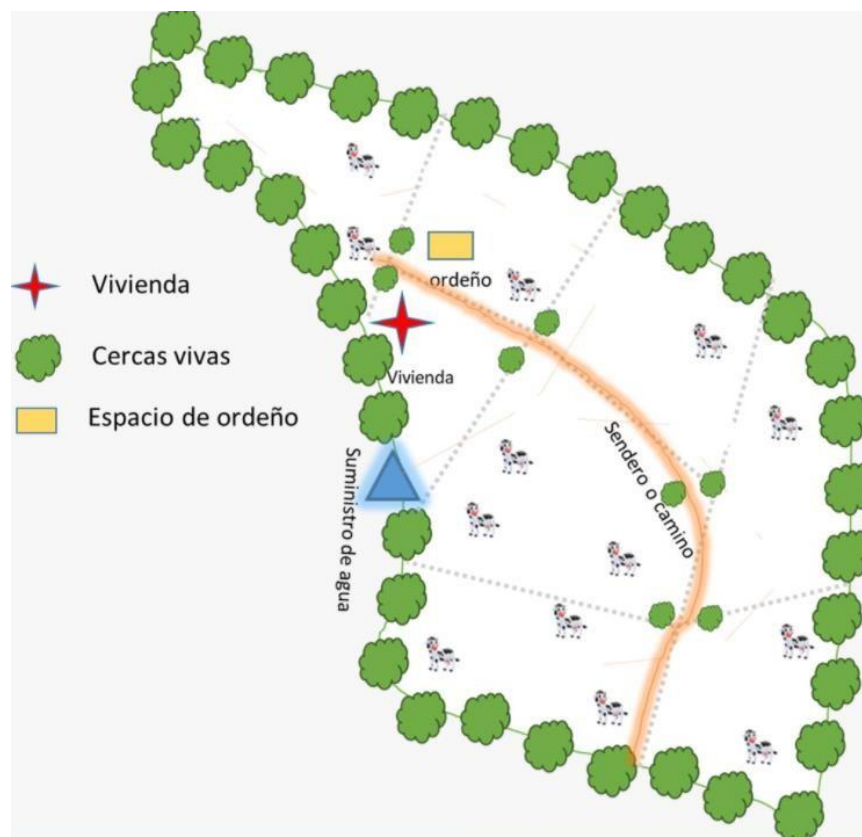 Vivienda
Cercas vivas
Espacio de ordeño
ordeño
Vivienda
Suministro de agua
Sendero o camino